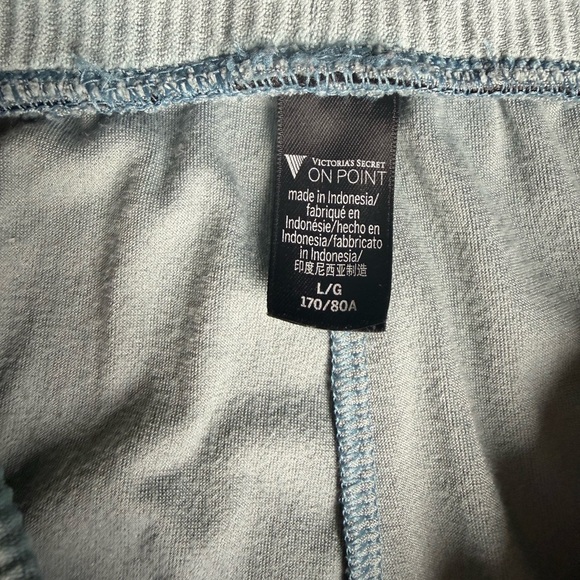 VICTORIA'S SECRET
ON POINT
made in Indonesia/
fabriqué en
Indonésie/hecho en
Indonesia/fabbricato
in Indonesia/
印度尼西亚制造
L/G
170/80A